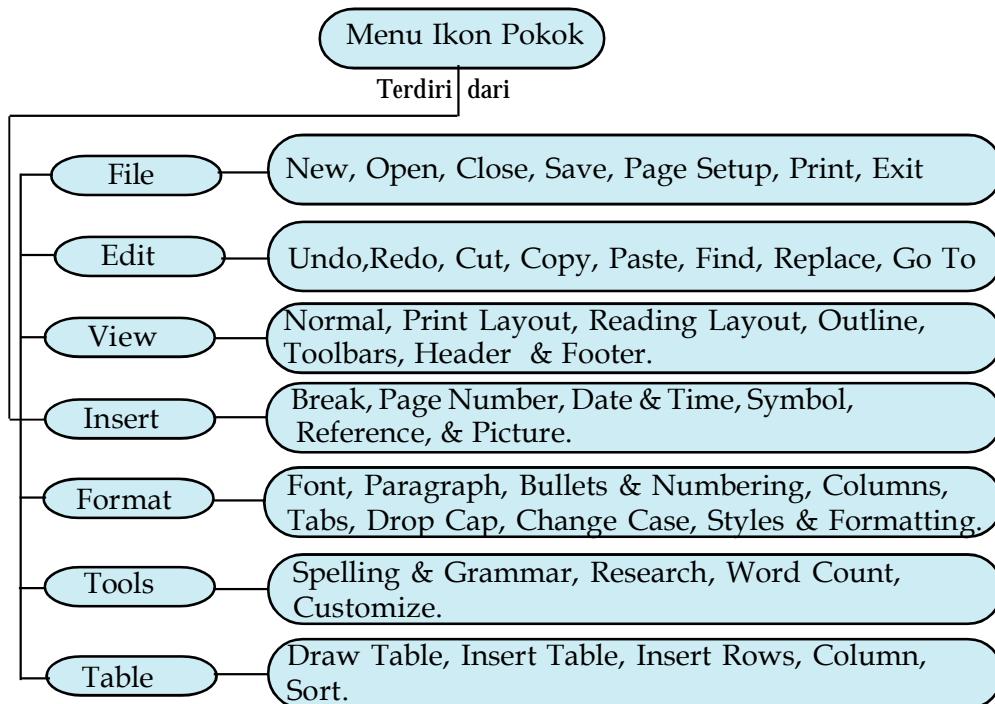 Menu Ikon Pokok
Terdiri dari
File
New, Open, Close, Save, Page Setup, Print, Exit
Edit
Undo,Redo, Cut, Copy, Paste, Find, Replace, Go To
View
Normal, Print Layout, Reading Layout, Outline,
Toolbars, Header & Footer.
Insert
Break, Page Number, Date & Time, Symbol,
Reference, & Picture.
Format
Font, Paragraph, Bullets & Numbering, Columns,
Tabs, Drop Cap, Change Case, Styles & Formatting.
Tools
Spelling & Grammar, Research, Word Count,
Customize.
Table
Draw Table, Insert Table, Insert Rows, Column,
Sort.